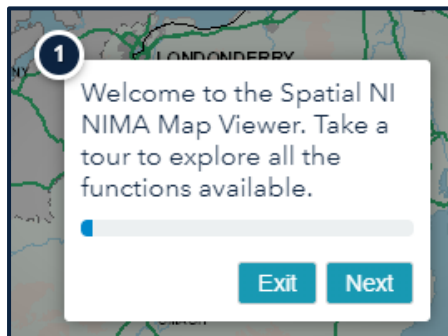 1
LONDONDERRY
Welcome to the Spatial NI
NIMA Map Viewer. Take a
tour to explore all the
functions available.
Exit Next